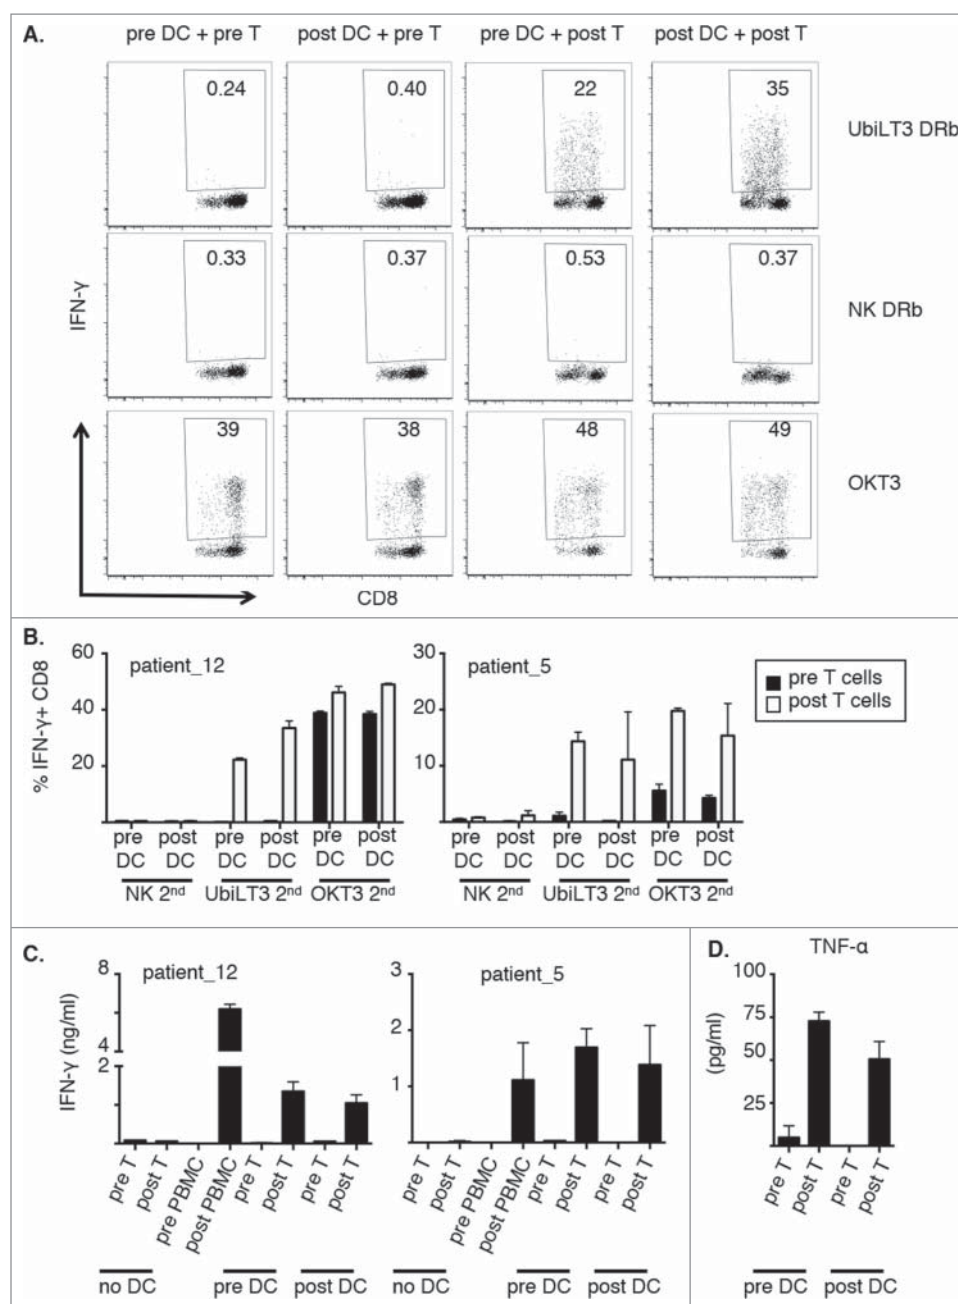 A.
pre DC + pre T
post DC + pre T
pre DC + post T
post DC + post T
0.24
0.40
22
35
UbiLT3 DRb
0.33
0.37
0.53
0.37
NK DRb
IFN-γ
39
38
48
49
OKT3
CD8
B.
% IFN-γ+ CD8
60
40
20
patient_12
pre DC
post DC
pre DC
post DC
pre DC
post DC
NK 2nd
UbiLT3 2nd
OKT3 2nd
30
20
10
patient_5
pre DC
post DC
pre DC
post DC
pre DC
post DC
NK 2nd
UbiLT3 2nd
OKT3 2nd
pre T cells
post T cells
C.
IFN-γ (ng/ml)
8
4
2
patient_12
pre T
post T
pre PBMC
post PBMC
pre T
post T
pre T
post T
no DC
pre DC
post DC
3
2
1
patient_5
pre T
post T
pre PBMC
post PBMC
pre T
post T
pre T
post T
no DC
pre DC
post DC
D.
TNF-α
(pg/ml)
100
75
50
25
pre T
post T
pre T
post T
pre DC
post DC